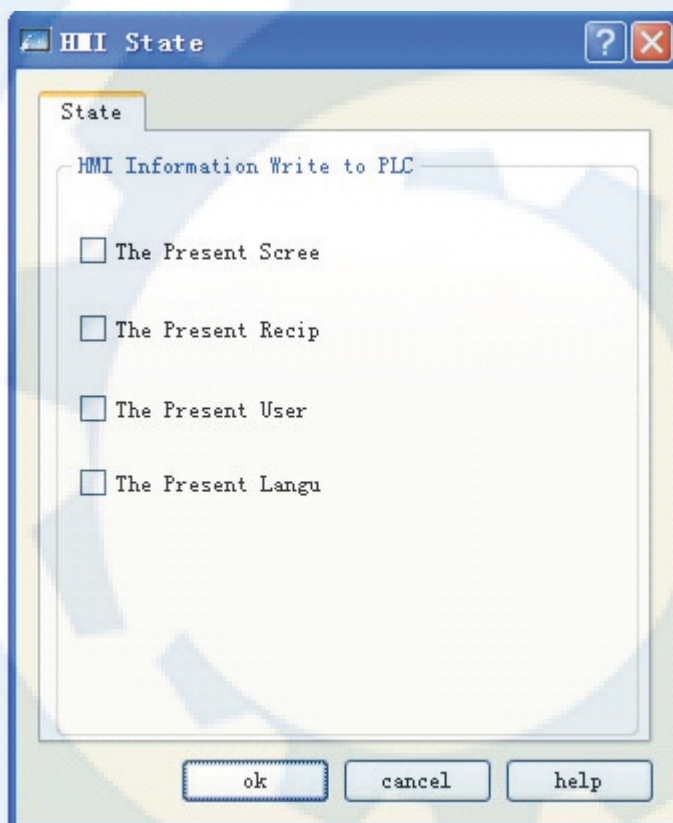 HMI State
State
HMI Information Write to PLC
The Present Scree
The Present Recip
The Present User
The Present Langu
ok cancel help